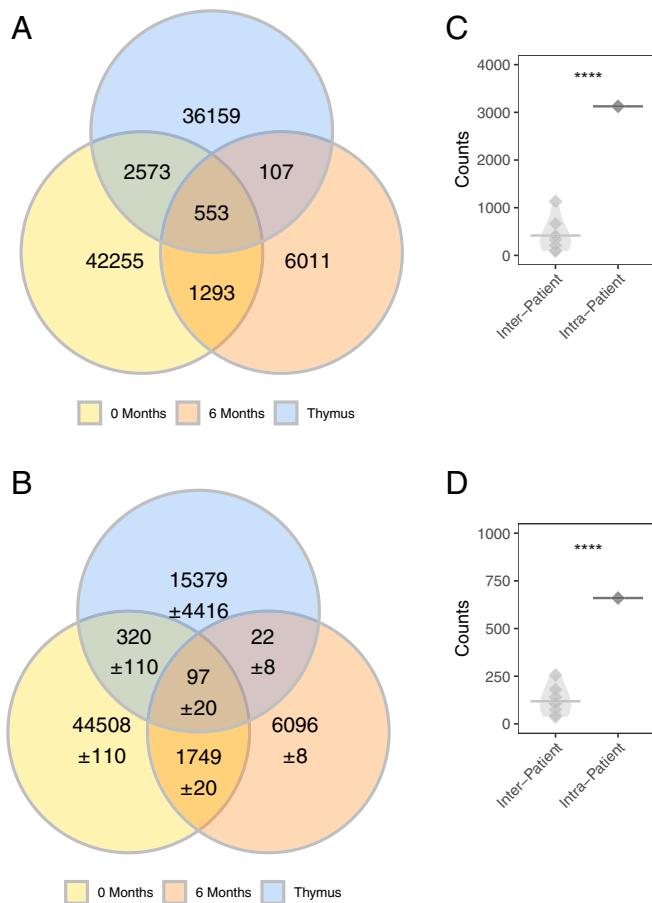 A
36159
2573
107
553
42255
6011
1293
0 Months
6 Months
Thymus
C
****
4000
3000
2000
1000
0
Counts
Inter−Patient
Intra−Patient
B
15379
±4416
320
±110
22
±8
97
±20
44508
±110
6096
±8
1749
±20
0 Months
6 Months
Thymus
D
****
1000
750
500
250
0
Counts
Inter−Patient
Intra−Patient